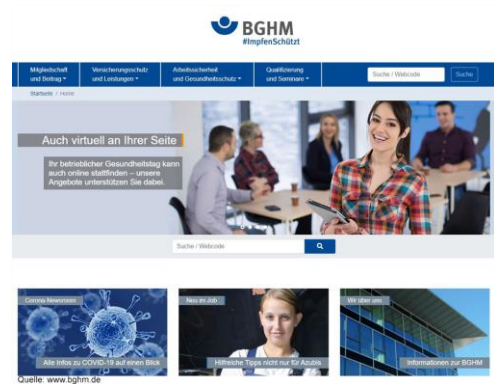 BGHM
#ImpfenSchützt
Mitgliedschaft und Beitrag
Versicherungsschutz und Leistungen
Arbeitssicherheit und Gesundheitsschutz
Qualifizierung und Seminare
Suche / Webcode
Suche
Startseite / Home
Auch virtuell an Ihrer Seite
Ihr betrieblicher Gesundheitstag kann
auch online stattfinden – unsere
Angebote unterstützen Sie dabei.
Suche / Webcode
Corona-Newsroom
Neu im Job
Wir über uns
Alle Infos zu COVID-19 auf einen Blick
Hilfreiche Tipps nicht nur für Azubis
Informationen zur BGHM
Quelle: www.bghm.de